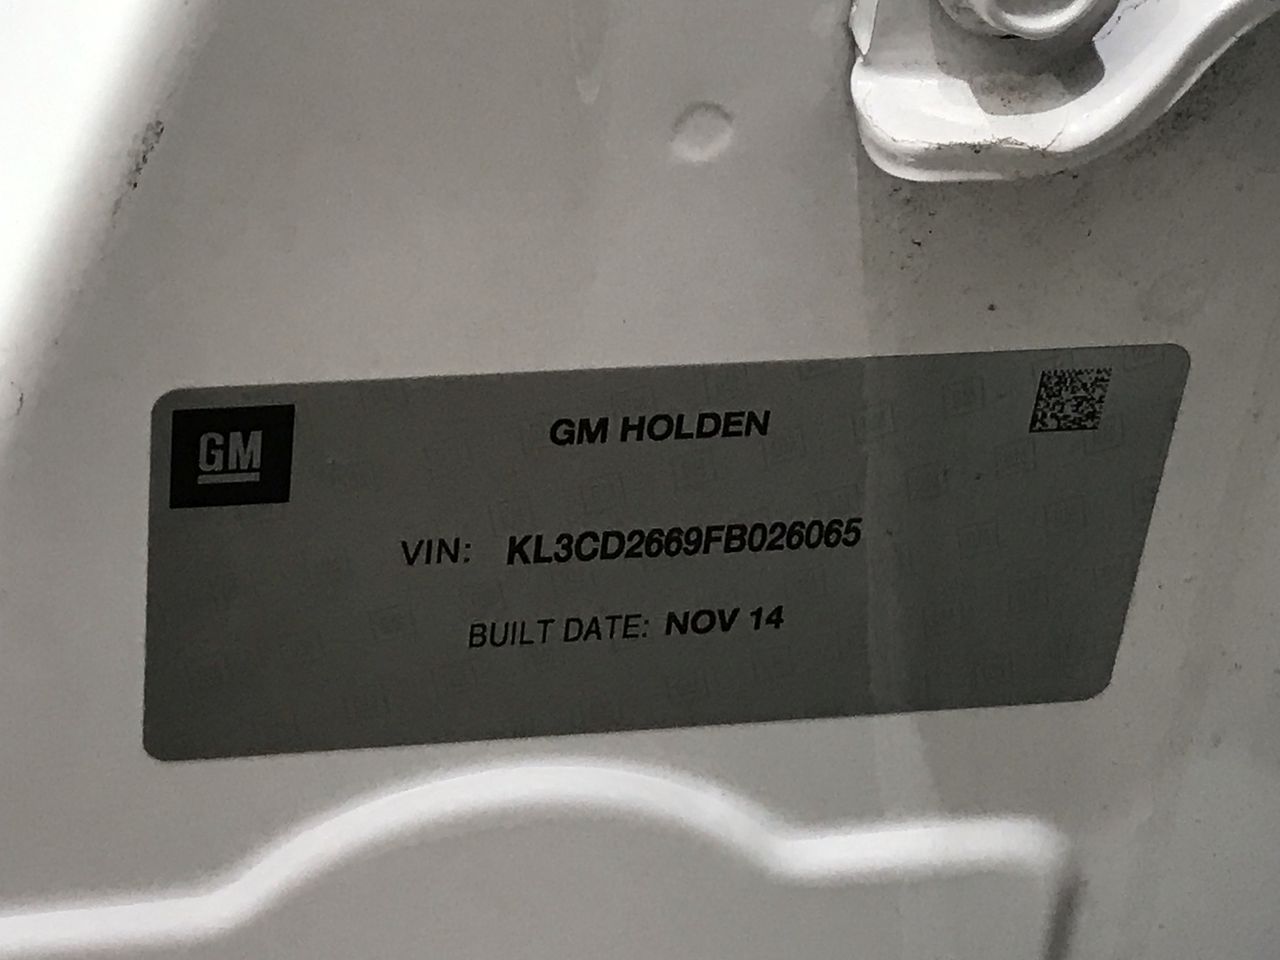 GM
GM HOLDEN
VIN: KL3CD2669FB026065
BUILT DATE: NOV 14